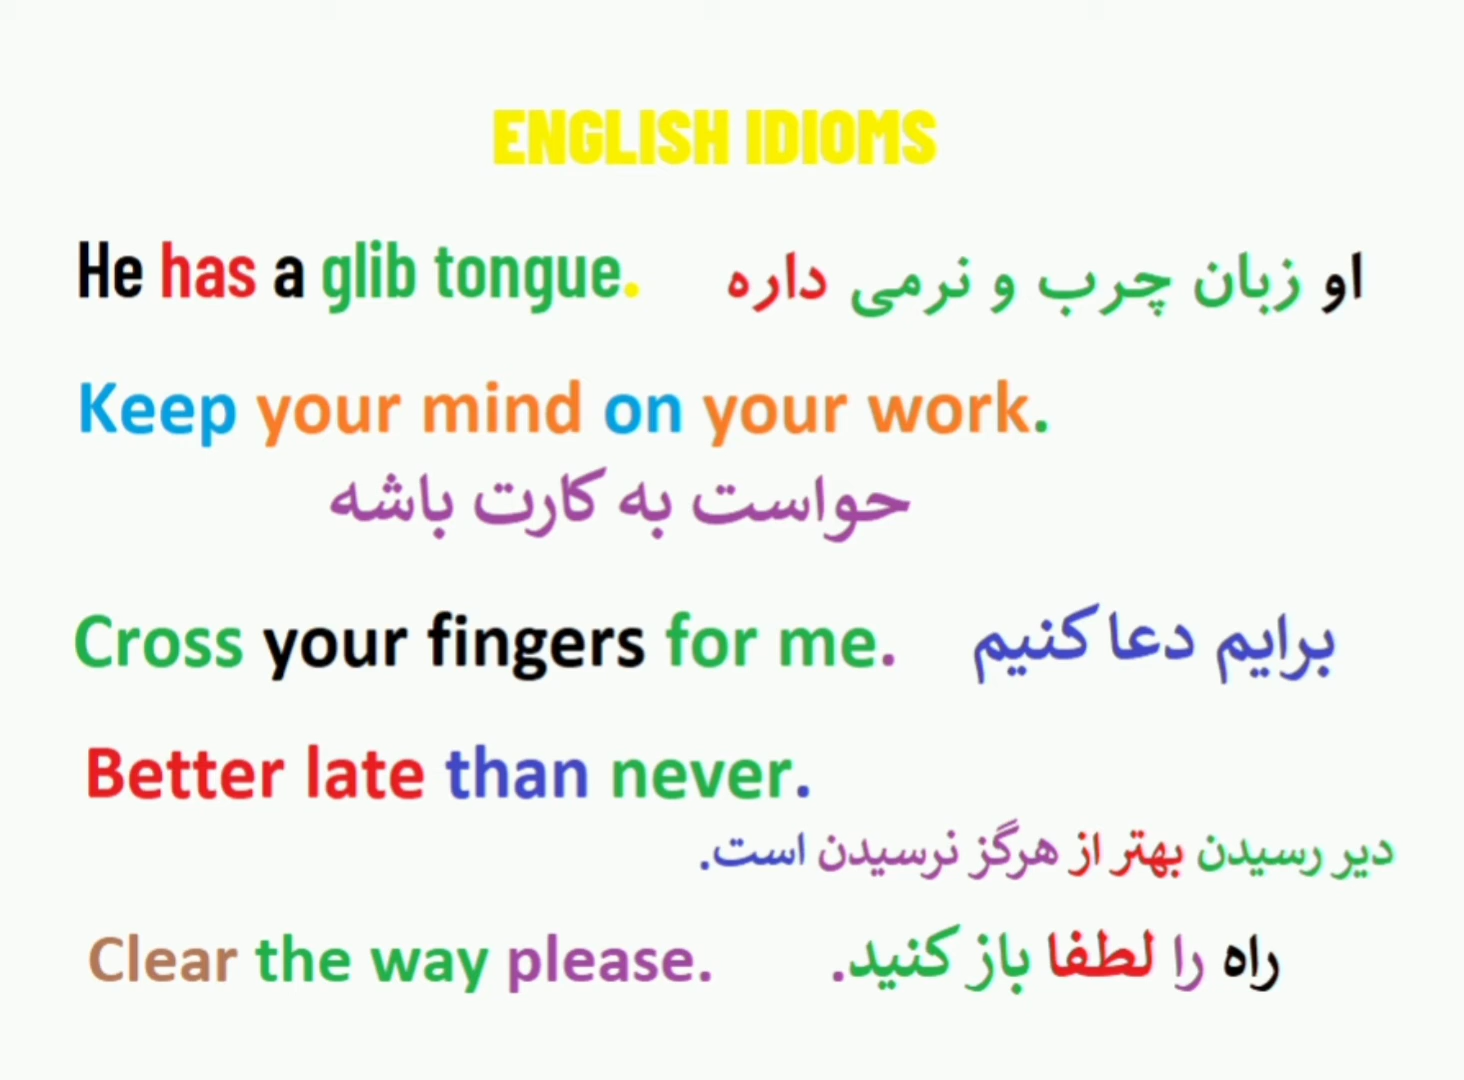 ENGLISH IDIOMS
He has a glib tongue. او زبان چرب و نرمی داره
Keep your mind on your work.
حواست به کارت باشه
Cross your fingers for me. برایم دعا کنیم
Better late than never.
دیر رسیدن بهتر از هرگز نرسیدن است.
Clear the way please. راه را لطفا باز کنید.